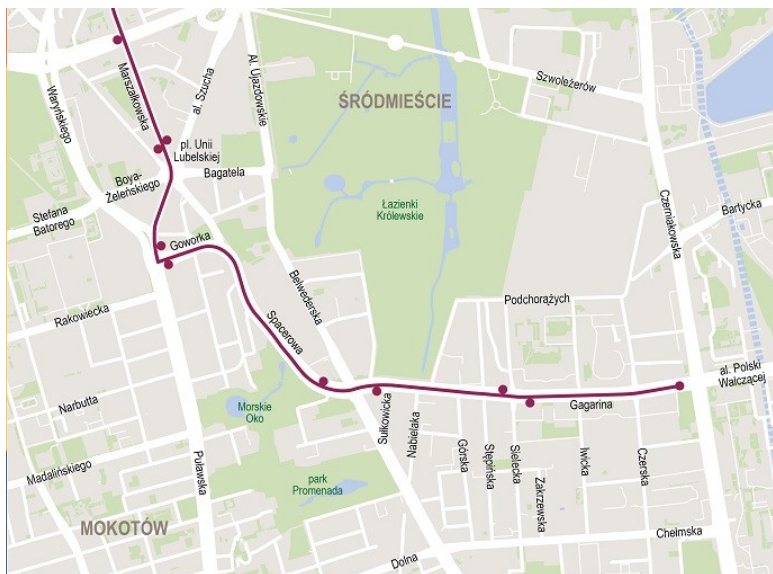 Waryńskiego
Marszałkowska
al. Szucha
Al. Ujazdowskie
ŚRÓDMIEŚCIE
Szwoleżerów
pl. Unii
Lubelskiej
Boya-
Żeleńskiego
Bagatela
Stefana
Batorego
Łazienki
Królewskie
Czerniakowska
Bartycka
Goworka
Belwederska
Podchorążych
Rakowiecka
Spacerowa
al. Polski
Walczącej
Narbutta
Morskie
Oko
Sułkowicka
Nabielaka
Gagarina
Madalińskiego
Puławska
park
Promenada
Górska
Stępińska
Sielecka
Zakrzewska
Iwicka
Czerska
MOKOTÓW
Chełmska
Dolna